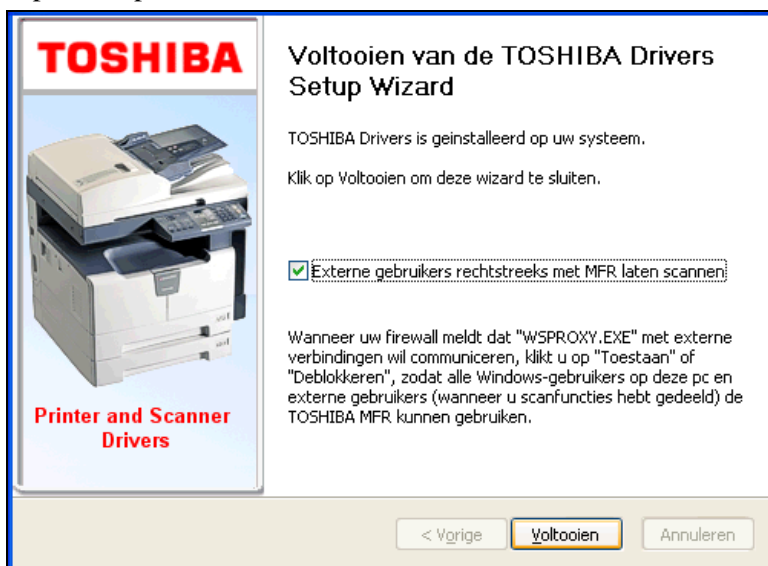 TOSHIBA
Printer and Scanner
Drivers
Voltooien van de TOSHIBA Drivers
Setup Wizard
TOSHIBA Drivers is geinstalleerd op uw systeem.
Klik op Voltooien om deze wizard te sluiten.
Externe gebruikers rechtstreeks met MFR laten scannen
Wanneer uw firewall meldt dat "WSPROXY.EXE" met externe
verbindingen wil communiceren, klikt u op "Toestaan" of
"Deblokkeren", zodat alle Windows-gebruikers op deze pc en
externe gebruikers (wanneer u scanfuncties hebt gedeeld) de
TOSHIBA MFR kunnen gebruiken.
< Vorige
Voltooien
Annuleren